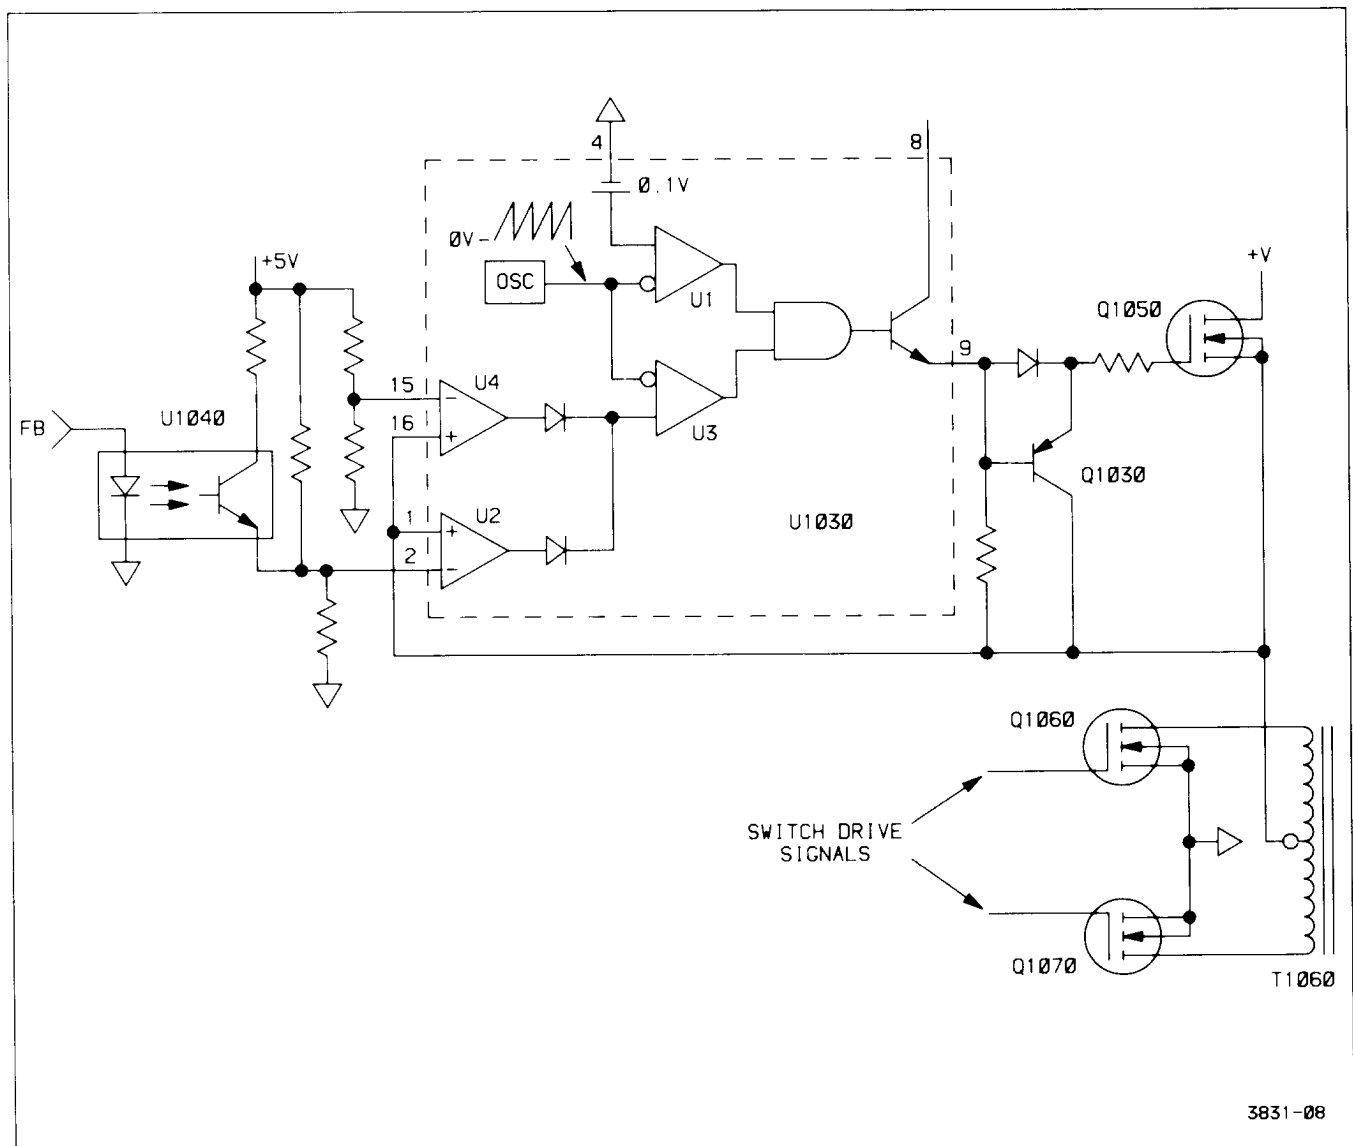 4
8
0.1V
0V
+5V
OSC
U1
+V
Q1050
9
15
U4
16
U3
FB
U1040
Q1030
1
U2
U1030
2
+
-
-
+
Q1060
SWITCH DRIVE
SIGNALS
Q1070
T1060
3831-08